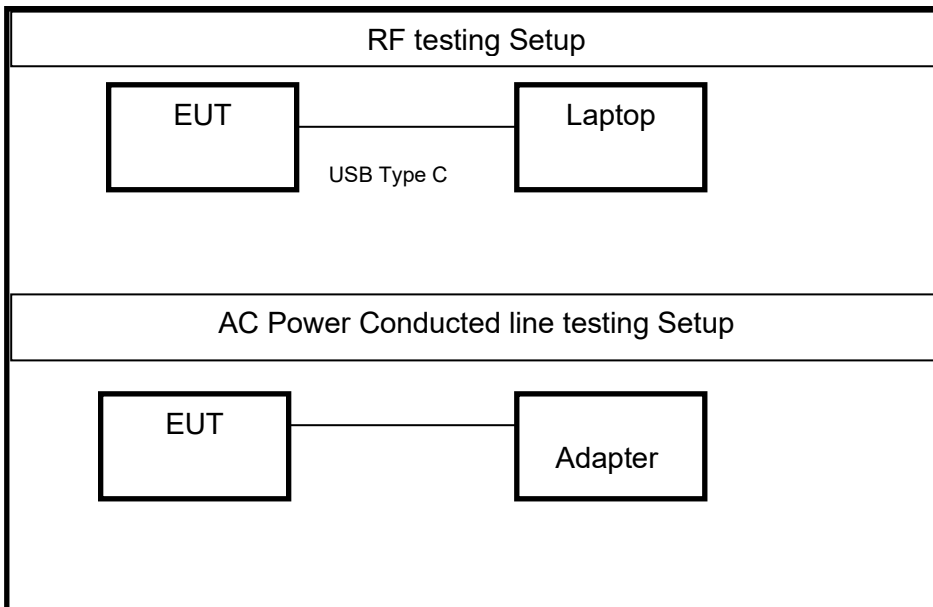 RF testing Setup
EUT
Laptop
USB Type C
AC Power Conducted line testing Setup
EUT
Adapter